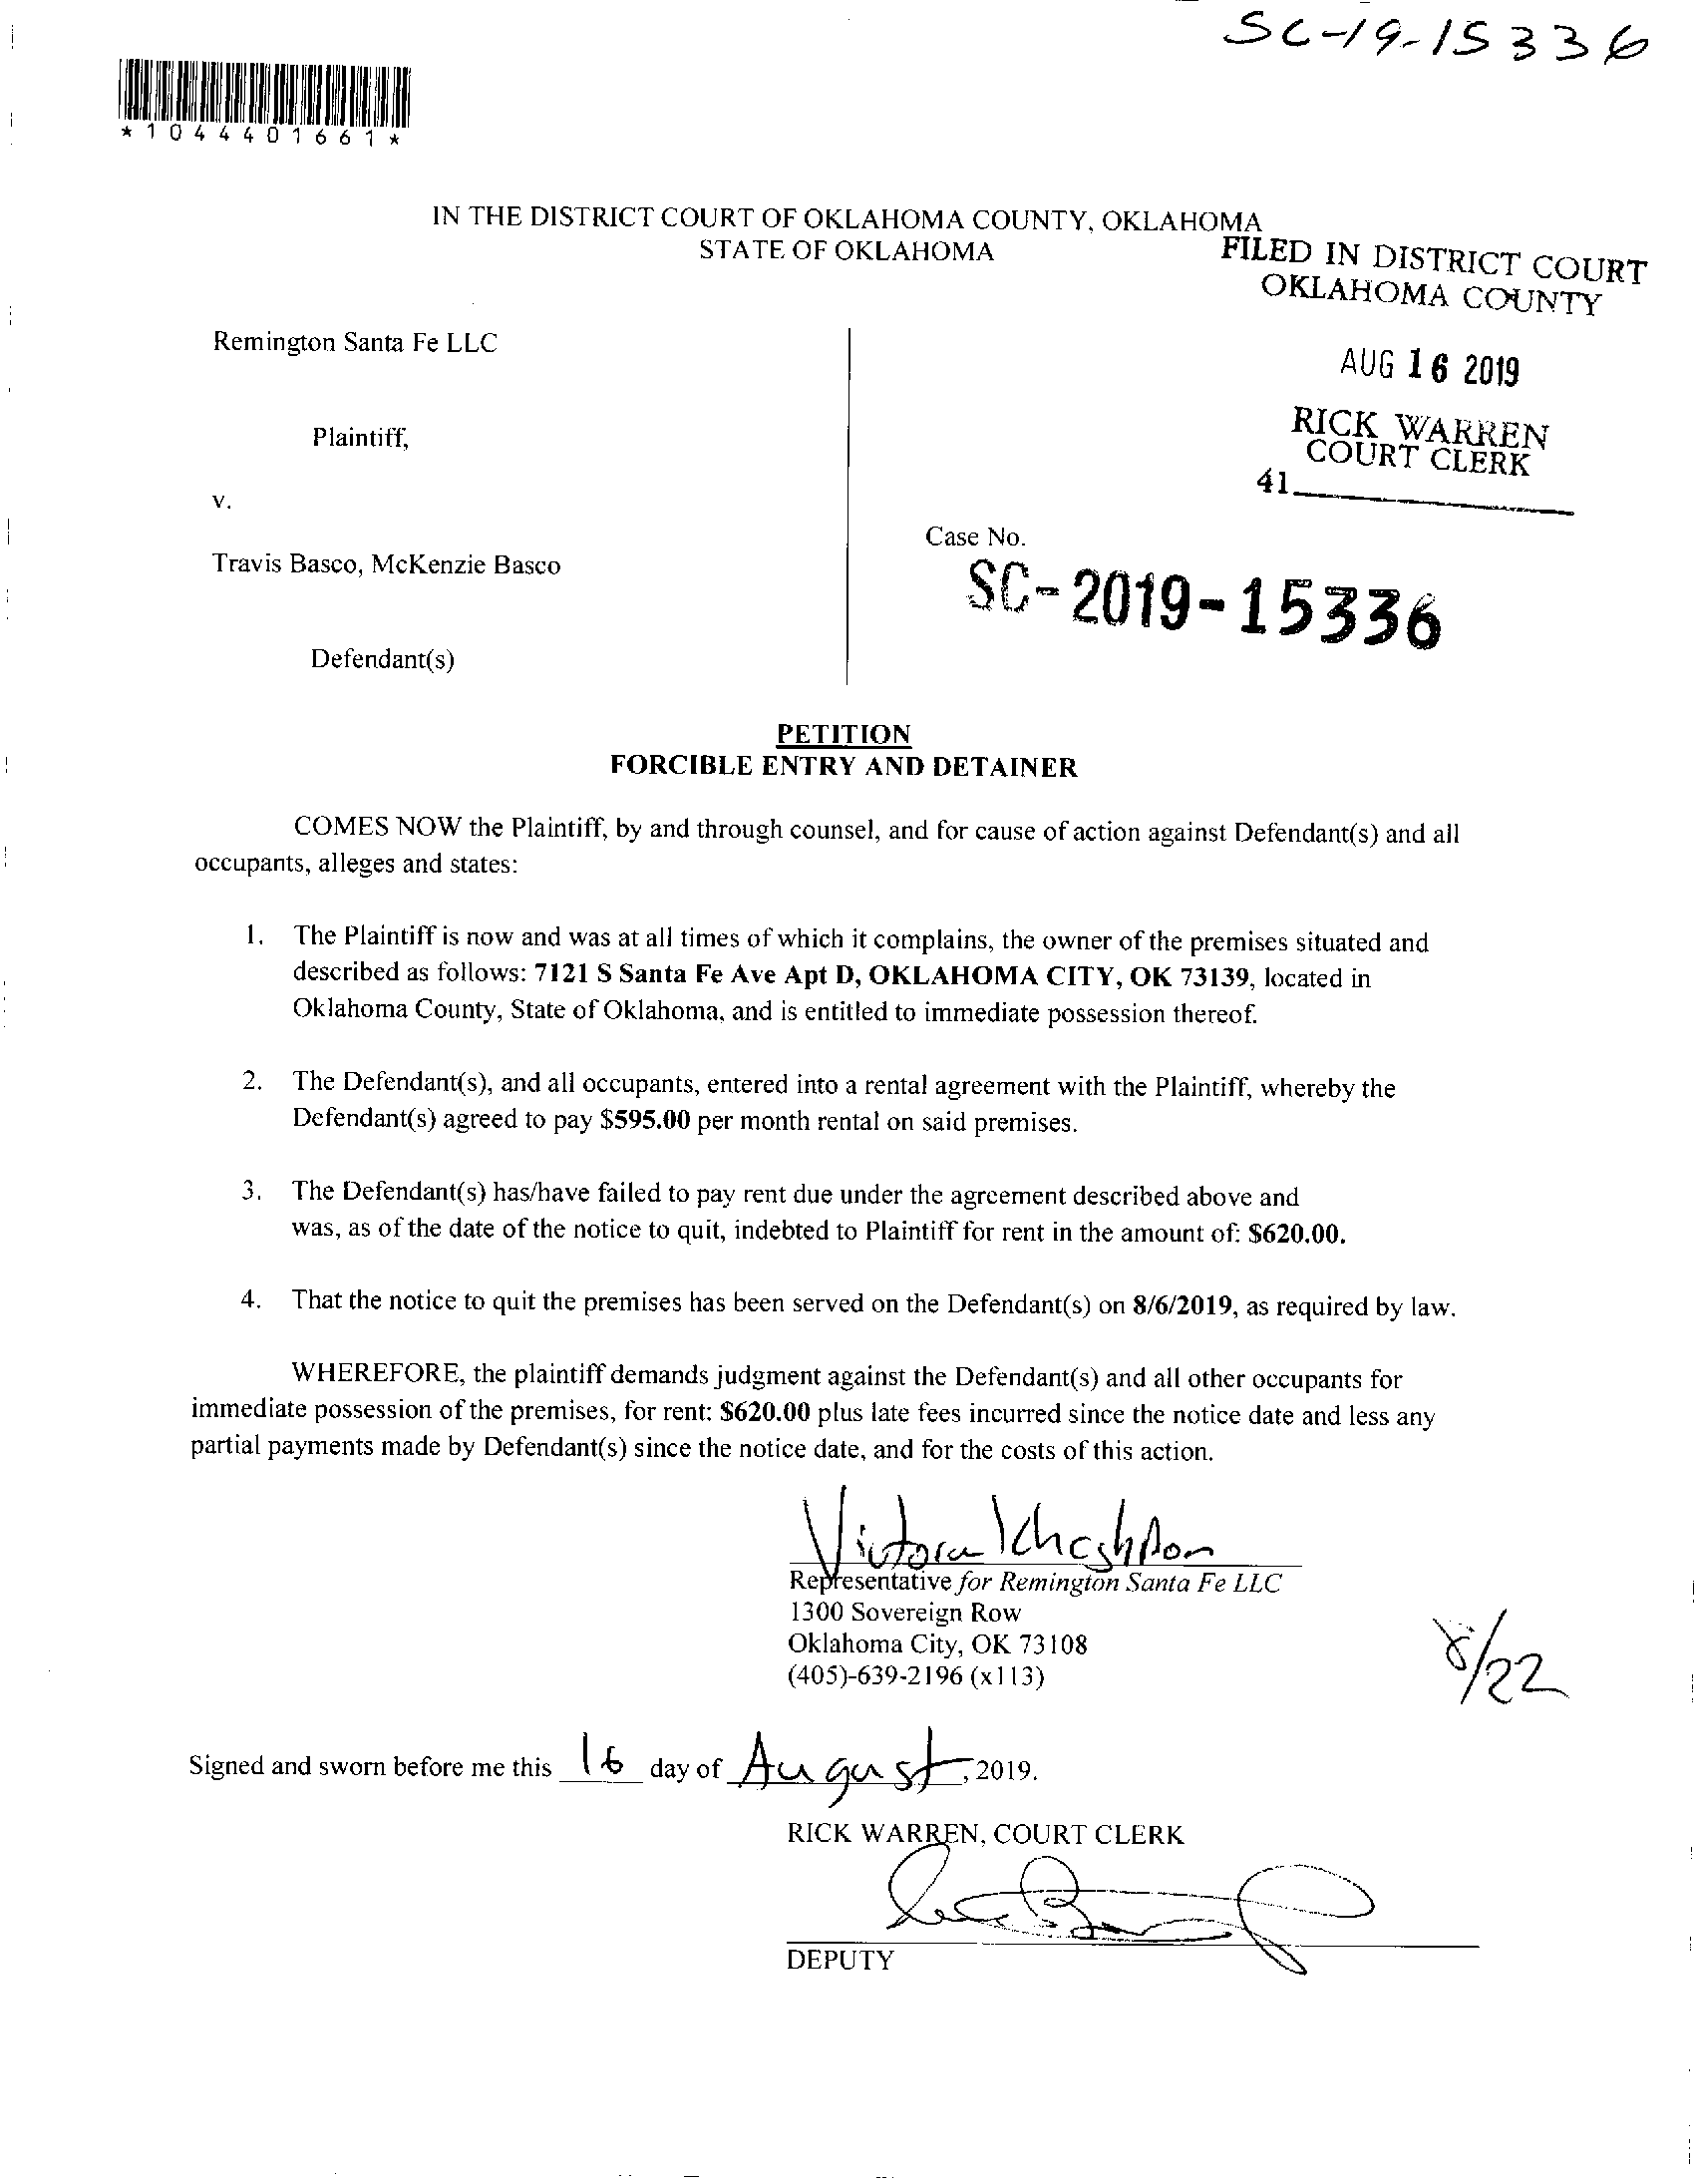 SC-19-15336
*1044401661*
IN THE DISTRICT COURT OF OKLAHOMA COUNTY, OKLAHOMA
STATE OF OKLAHOMA
FILED IN DISTRICT COURT
OKLAHOMA COUNTY
Remington Santa Fe LLC
AUG 16 2019
Plaintiff,
RICK WARREN
COURT CLERK
41
v.
Case No.
Travis Basco, McKenzie Basco
SC-2019-15336
Defendant(s)
PETITION
FORCIBLE ENTRY AND DETAINER
COMES NOW the Plaintiff, by and through counsel, and for cause of action against Defendant(s) and all
occupants, alleges and states:
1. The Plaintiff is now and was at all times of which it complains, the owner of the premises situated and
described as follows: 7121 S Santa Fe Ave Apt D, OKLAHOMA CITY, OK 73139, located in
Oklahoma County, State of Oklahoma, and is entitled to immediate possession thereof.
2. The Defendant(s), and all occupants, entered into a rental agreement with the Plaintiff, whereby the
Defendant(s) agreed to pay $595.00 per month rental on said premises.
3. The Defendant(s) has/have failed to pay rent due under the agreement described above and
was, as of the date of the notice to quit, indebted to Plaintiff for rent in the amount of: $620.00.
4. That the notice to quit the premises has been served on the Defendant(s) on 8/6/2019, as required by law.
WHEREFORE, the plaintiff demands judgment against the Defendant(s) and all other occupants for
immediate possession of the premises, for rent: $620.00 plus late fees incurred since the notice date and less any
partial payments made by Defendant(s) since the notice date, and for the costs of this action.
Representative for Remington Santa Fe LLC
1300 Sovereign Row
Oklahoma City, OK 73108
(405)-639-2196 (x113)
8/22
Signed and sworn before me this 16 day of August, 2019.
RICK WARREN, COURT CLERK
DEPUTY